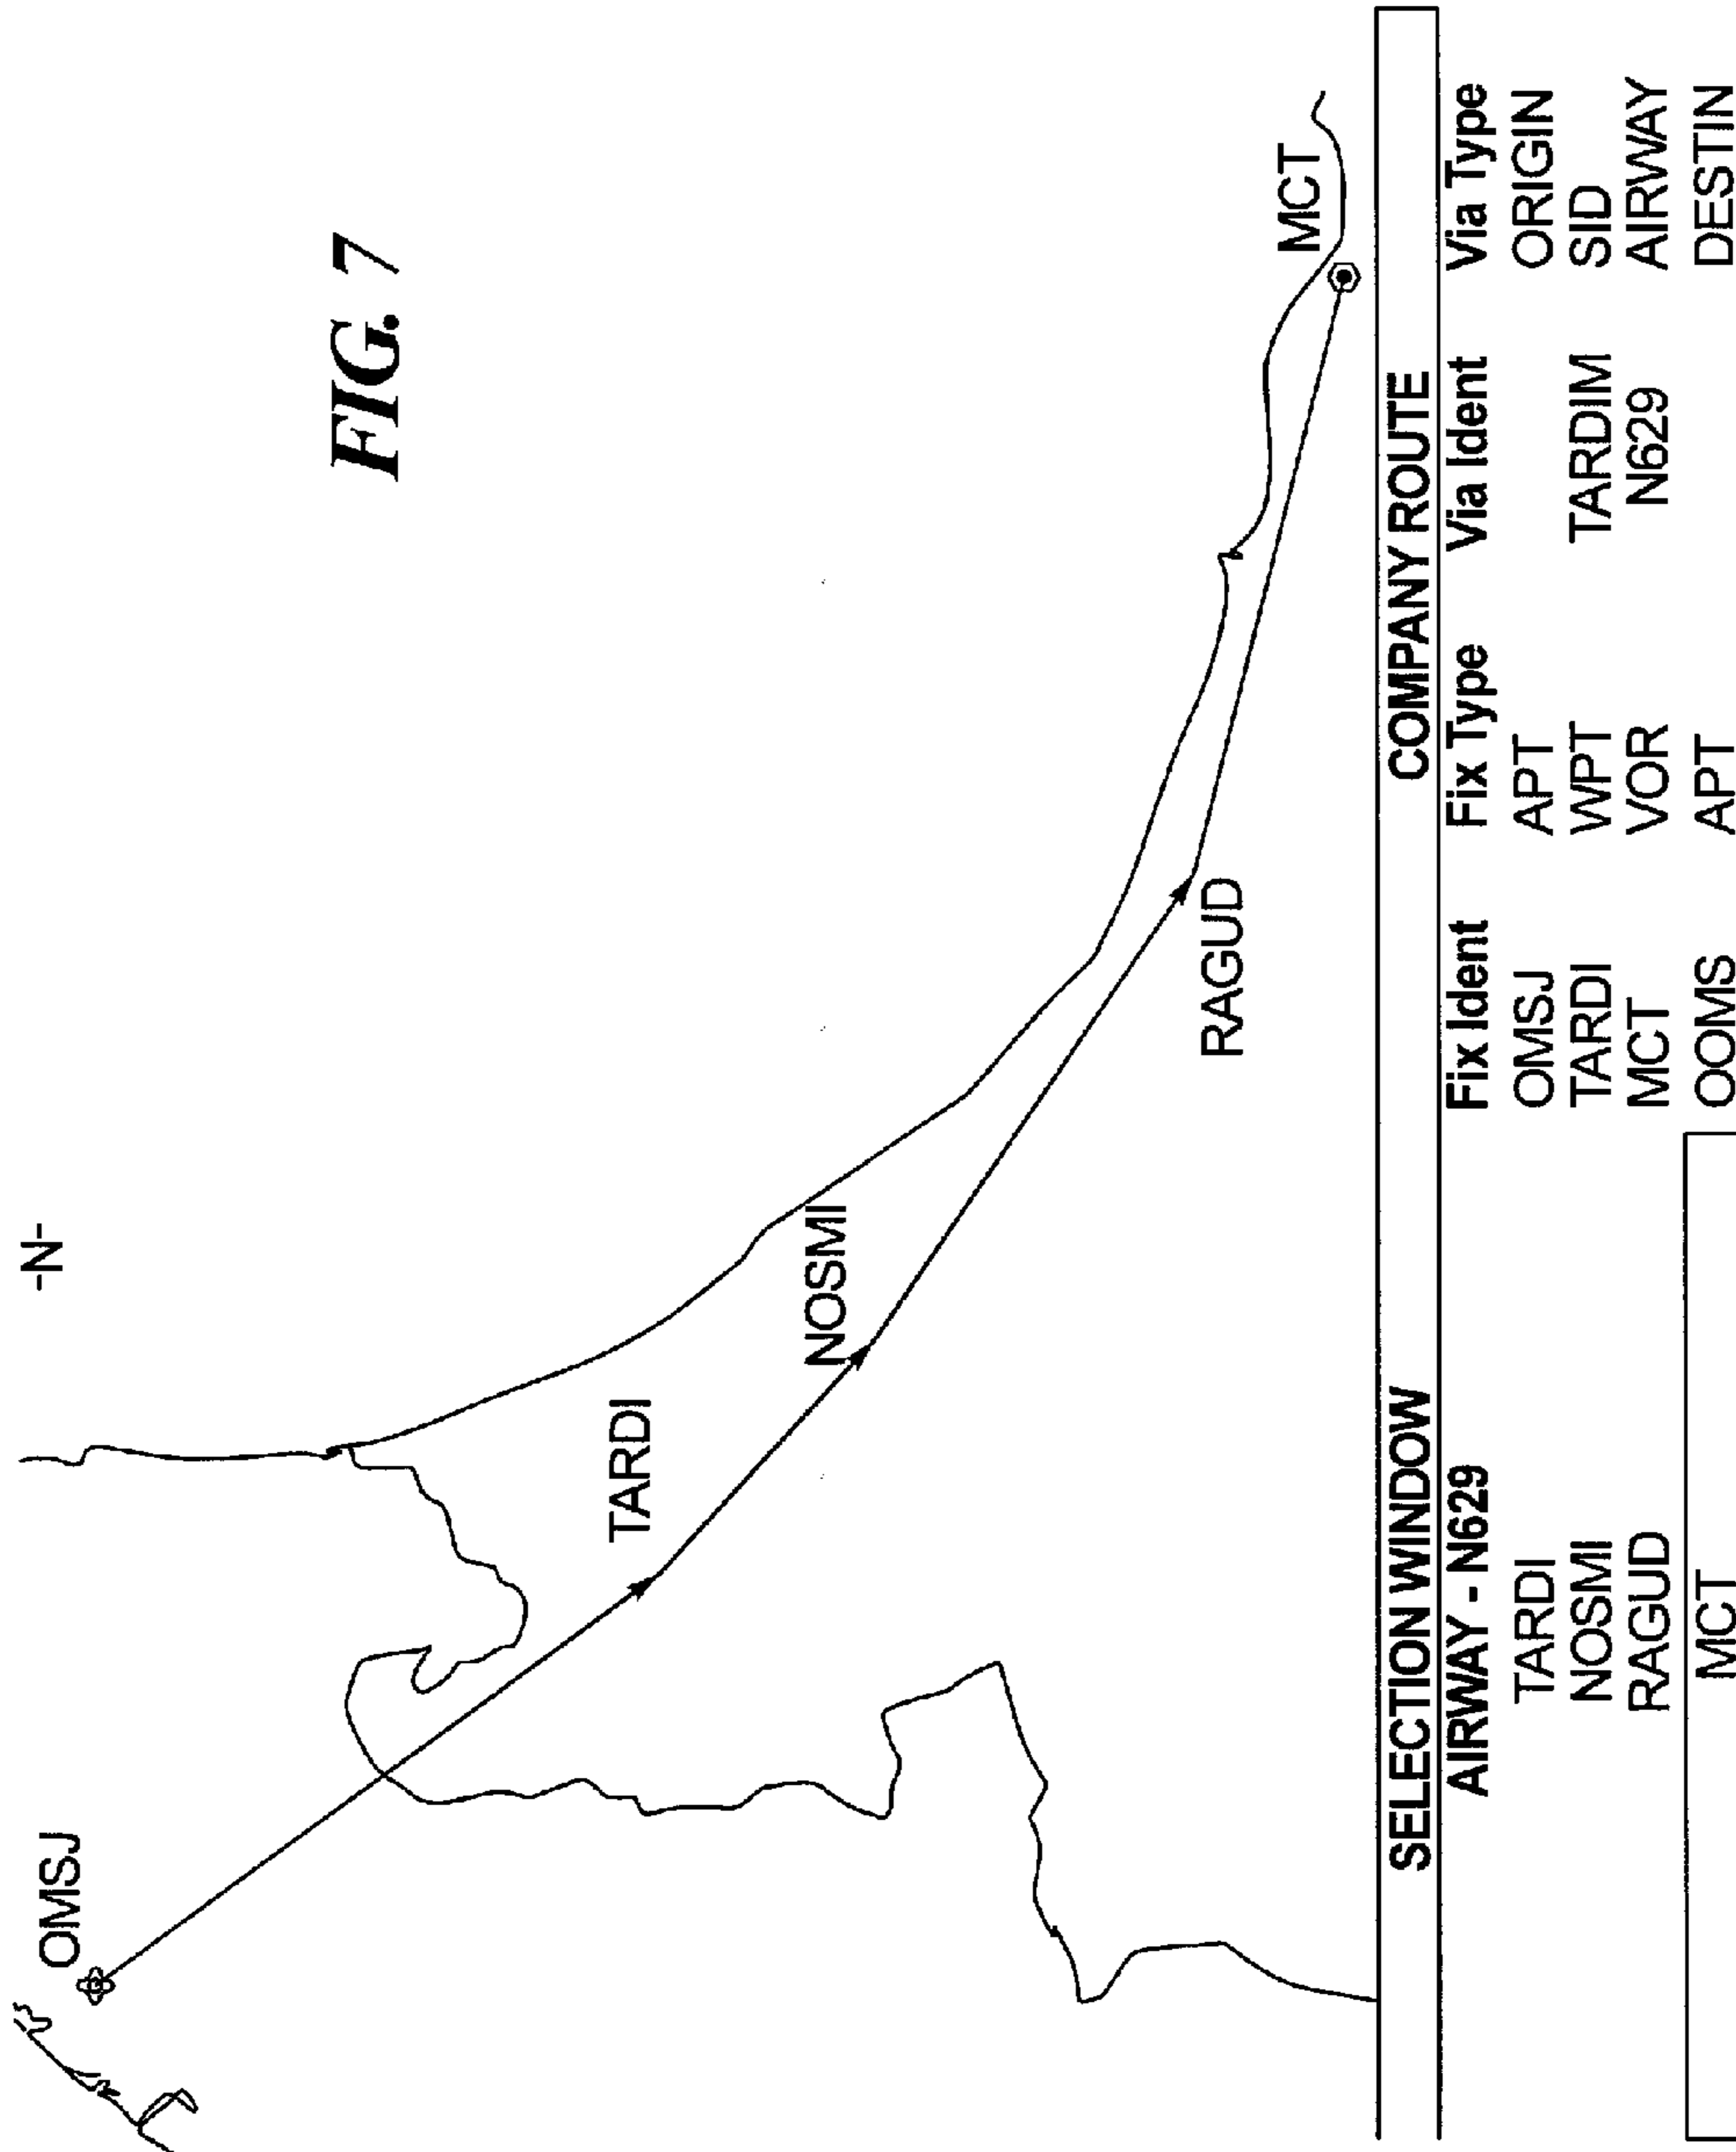 -N-
FIG. 7
OMSJ
TARDI
NOSMI
RAGUD
MCT
SELECTION WINDOW COMPANY ROUTE
AIRWAY - N629 Fix Ident Fix Type Via Ident Via Type
TARDI OMSJ APT ORIGIN
NOSMI TARDI WPT TARDIM SID
RAGUD MCT VOR N629 AIRWAY
MCT OOMS APT DESTIN